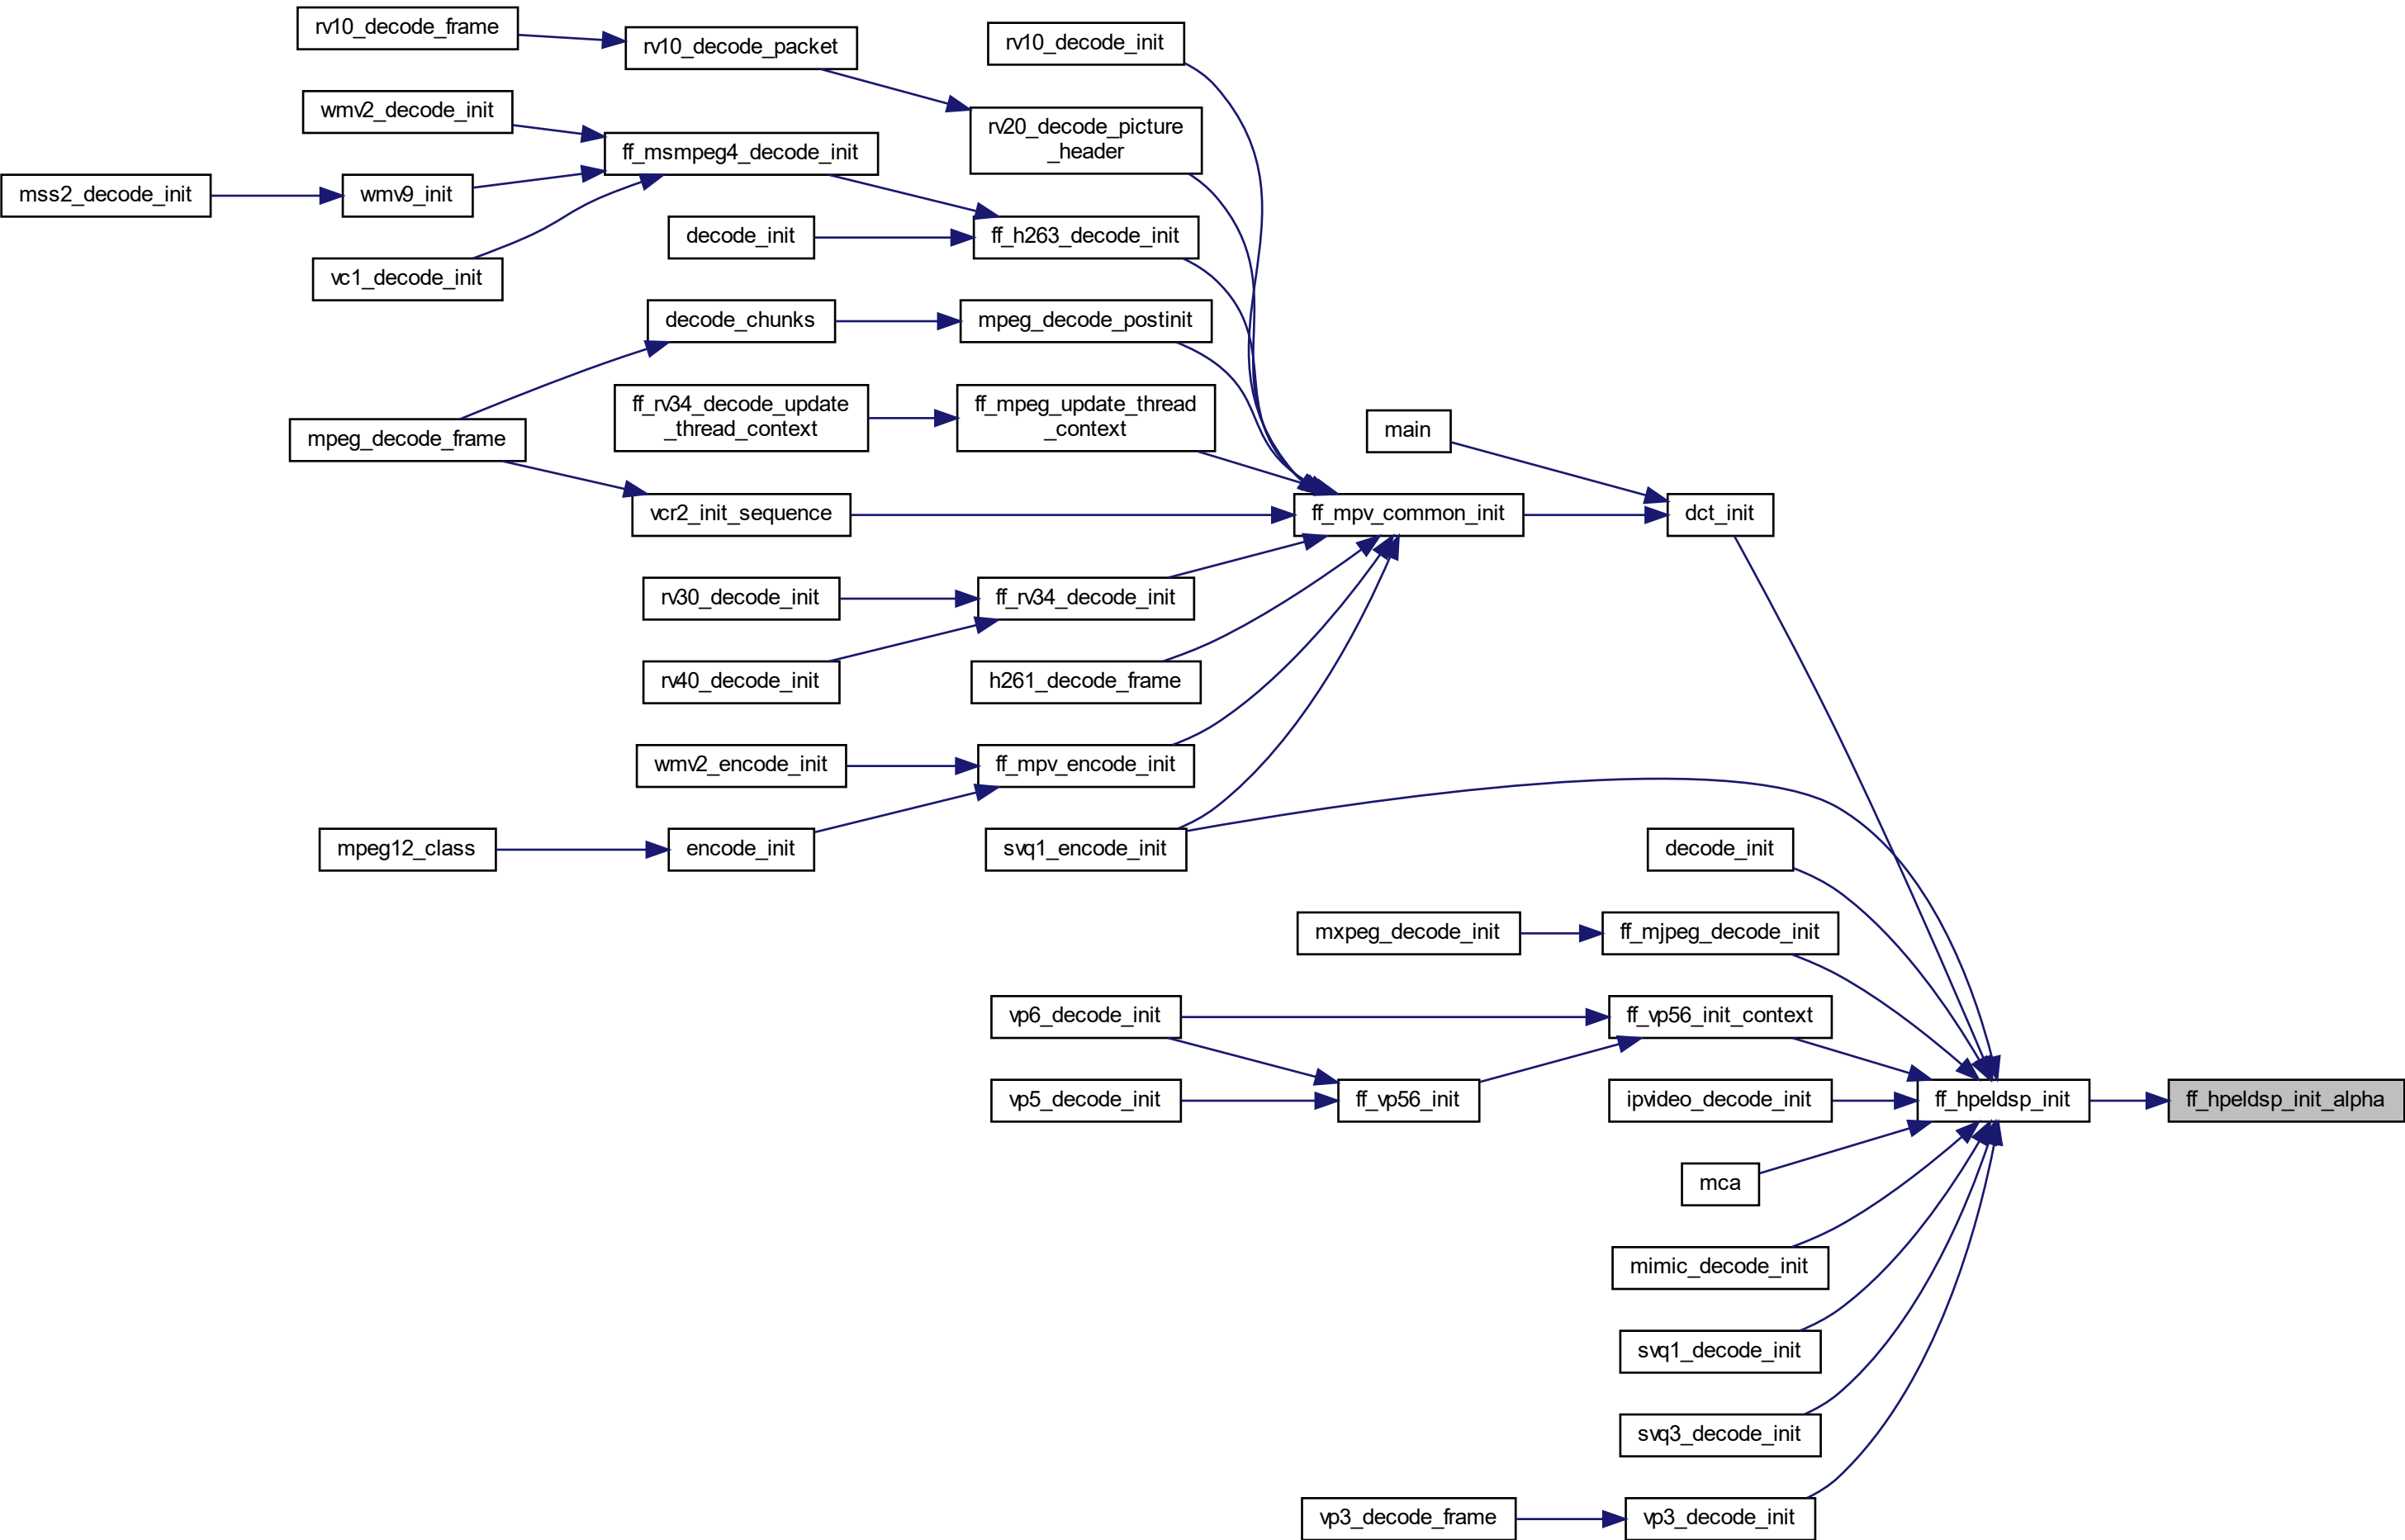 rv10_decode_frame
rv10_decode_packet
rv10_decode_init
wmv2_decode_init
ff_msmpeg4_decode_init
rv20_decode_picture
_header
mss2_decode_init
wmv9_init
decode_init
ff_h263_decode_init
vc1_decode_init
decode_chunks
mpeg_decode_postinit
ff_rv34_decode_update
_thread_context
ff_mpeg_update_thread
_context
main
mpeg_decode_frame
vcr2_init_sequence
ff_mpv_common_init
dct_init
rv30_decode_init
ff_rv34_decode_init
rv40_decode_init
h261_decode_frame
wmv2_encode_init
ff_mpv_encode_init
mpeg12_class
encode_init
svq1_encode_init
decode_init
mxpeg_decode_init
ff_mjpeg_decode_init
vp6_decode_init
ff_vp56_init_context
vp5_decode_init
ff_vp56_init
ipvideo_decode_init
ff_hpeldsp_init
ff_hpeldsp_init_alpha
mca
mimic_decode_init
svq1_decode_init
svq3_decode_init
vp3_decode_frame
vp3_decode_init